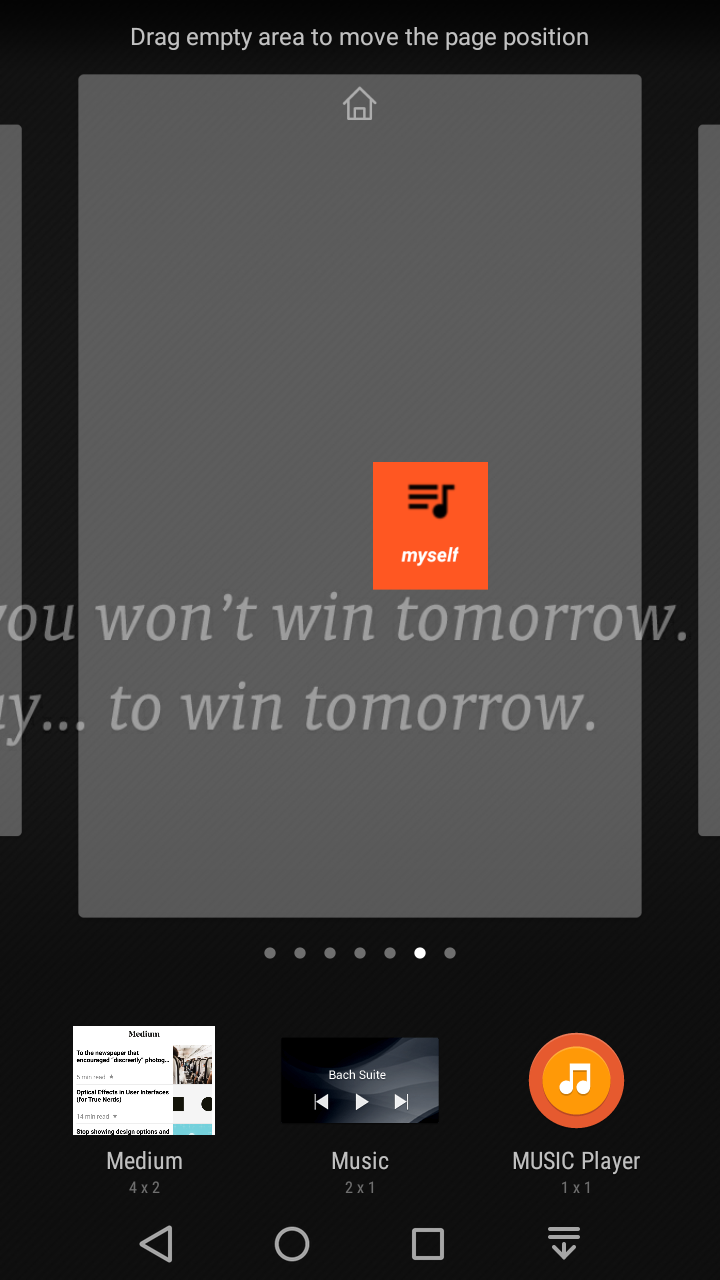 Drag empty area to move the page position
myself
you won't win tomorrow.
ay... to win tomorrow.
Medium
To the newspaper that
encouraged "discreetly" photog...
5 min read
Optical Effects in User Interfaces
(for True Nerds)
14 min read
Stop showing design options and
Bach Suite
Medium
Music
MUSIC Player
4 x 2
2 x 1
1 x 1